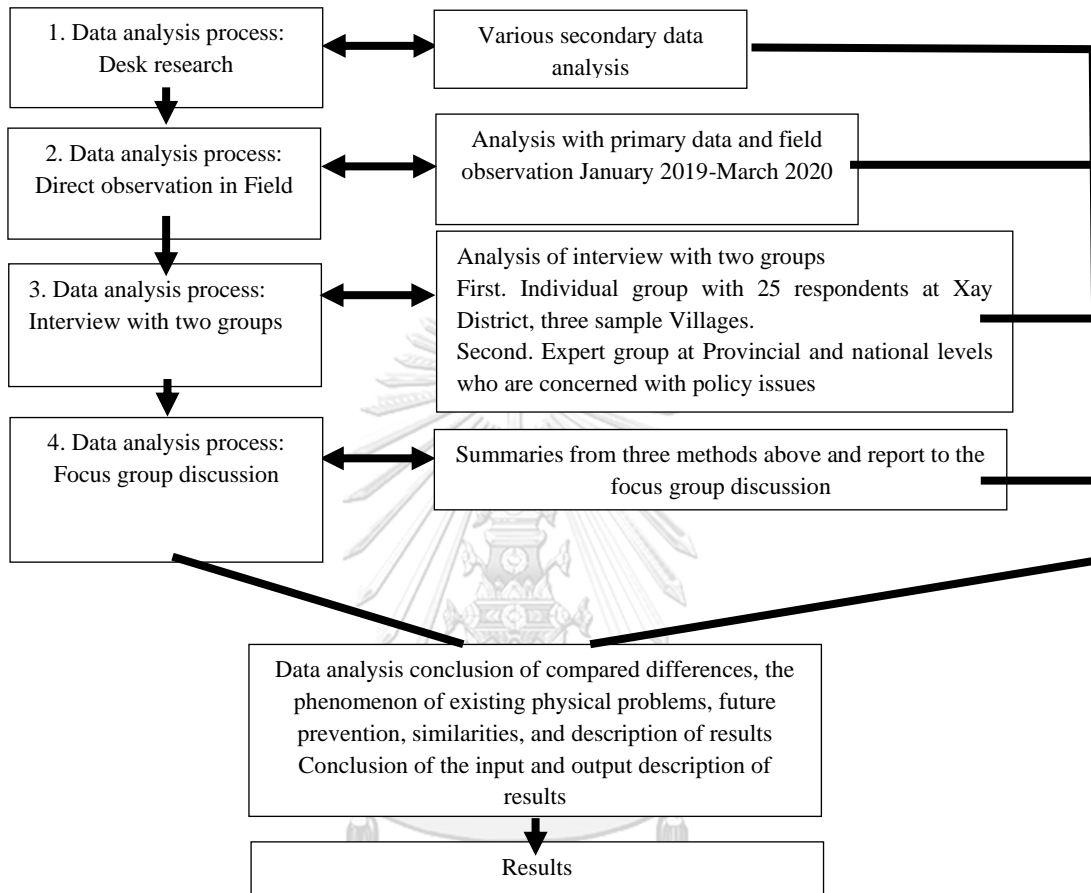 1. Data analysis process:
Desk research
Various secondary data
analysis
2. Data analysis process:
Direct observation in Field
Analysis with primary data and field
observation January 2019-March 2020
3. Data analysis process:
Interview with two groups
Analysis of interview with two groups
First. Individual group with 25 respondents at Xay
District, three sample Villages.
Second. Expert group at Provincial and national levels
who are concerned with policy issues
4. Data analysis process:
Focus group discussion
Summaries from three methods above and report to the
focus group discussion
Data analysis conclusion of compared differences, the
phenomenon of existing physical problems, future
prevention, similarities, and description of results
Conclusion of the input and output description of
results
Results